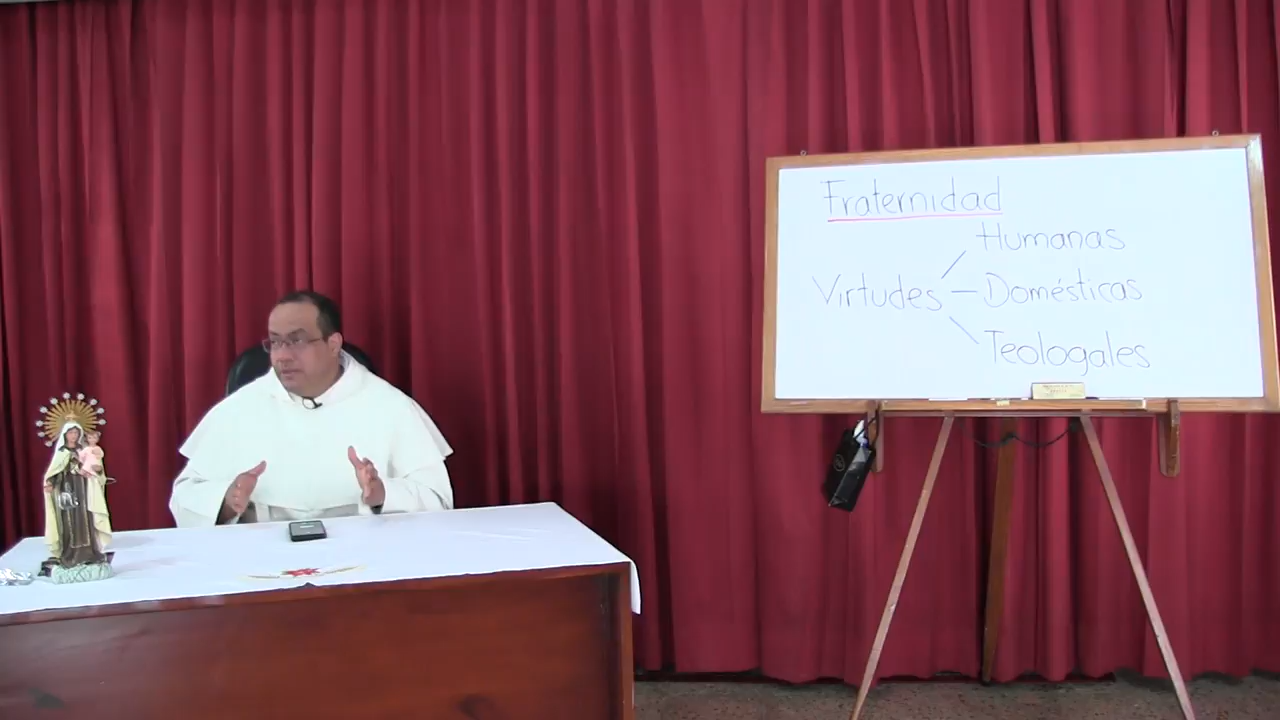 Fraternidad
Humanas
Virtudes — Domésticas
Teologales